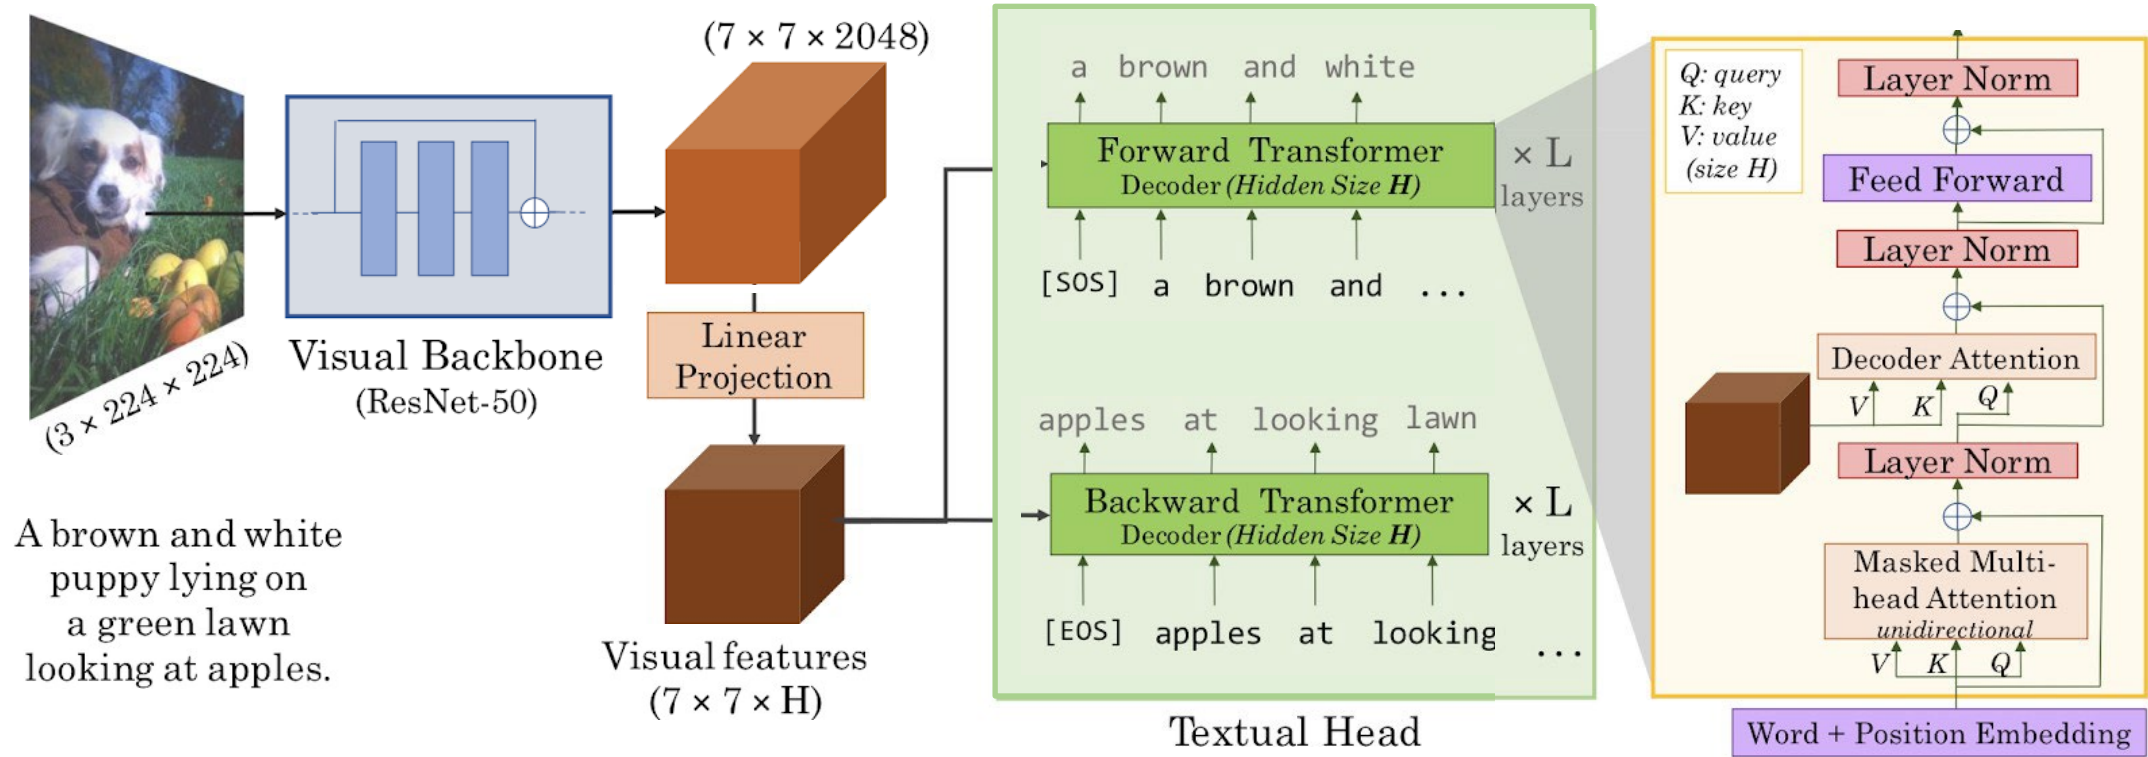 (3 × 224 × 224)
A brown and white
puppy lying on
a green lawn
looking at apples.
Visual Backbone
(ResNet-50)
(7 × 7 × 2048)
Linear
Projection
Visual features
(7 × 7 × H)
a brown and white
Forward Transformer
Decoder (Hidden Size H)
× L
layers
[SOS] a brown and ...
apples at looking lawn
Backward Transformer
Decoder (Hidden Size H)
× L
layers
[EOS] apples at looking ...
Textual Head
Q: query
K: key
V: value
(size H)
Layer Norm
Feed Forward
Layer Norm
Decoder Attention
V K Q
Layer Norm
Masked Multi-
head Attention
unidirectional
V K Q
Word + Position Embedding